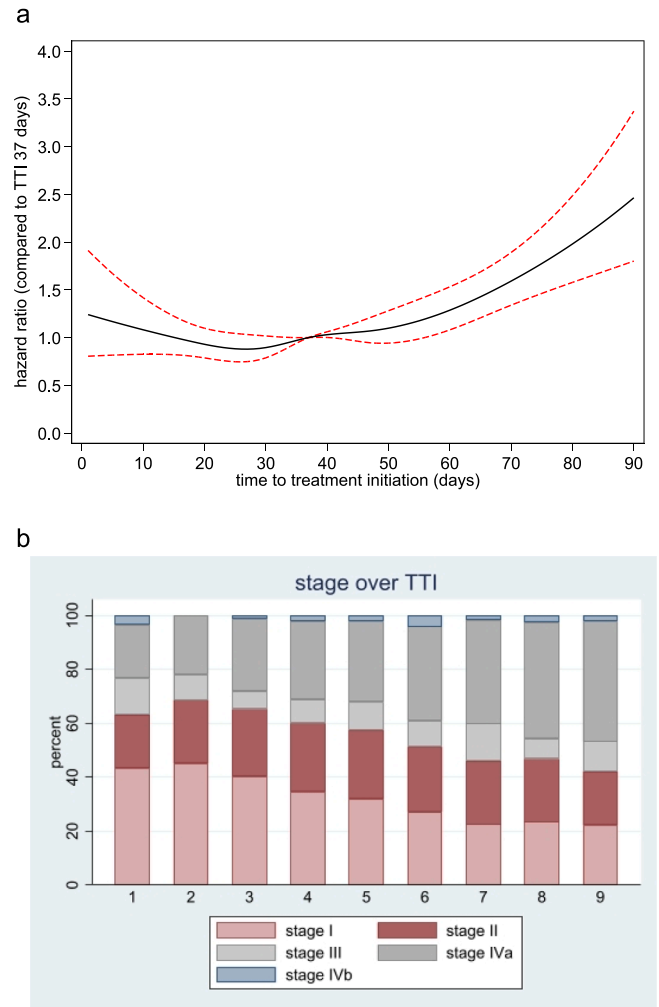 a
hazard ratio (compared to TTI 37 days)
4.0
3.5
3.0
2.5
2.0
1.5
1.0
0.5
0.0
0 10 20 30 40 50 60 70 80 90
time to treatment initiation (days)
b
stage over TTI
percent
100
80
60
40
20
0
1 2 3 4 5 6 7 8 9
stage I stage II
stage III stage IVa
stage IVb